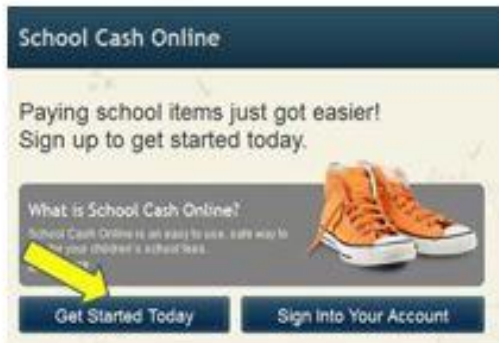 School Cash Online
Paying school items just got easier!
Sign up to get started today.
What is School Cash Online?
School Cash Online is an easy to use, safe way to
your children's school fees.
Get Started Today
Sign Into Your Account